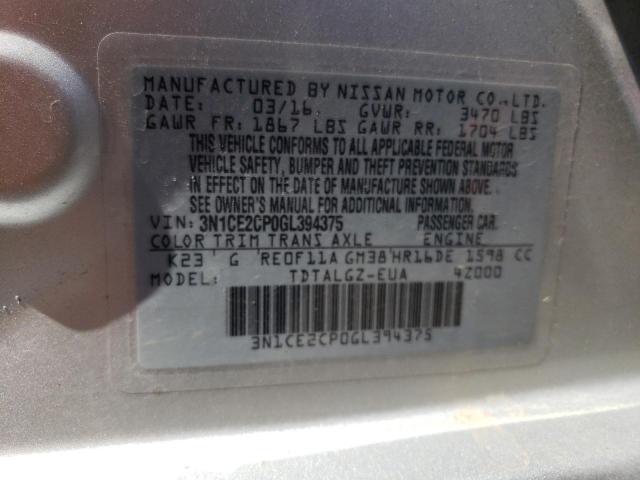 MANUFACTURED BY NISSAN MOTOR CO.,LTD.
DATE: 03/16 GVWR: 3470 LBS
GAWR FR: 1867 LBS GAWR RR: 1704 LBS
THIS VEHICLE CONFORMS TO ALL APPLICABLE FEDERAL MOTOR
VEHICLE SAFETY, BUMPER AND THEFT PREVENTION STANDARDS
IN EFFECT ON THE DATE OF MANUFACTURE SHOWN ABOVE.
SEE OWNER'S MANUAL FOR ADDITIONAL INFORMATION.
VIN: 3N1CE2CP0GL394375 PASSENGER CAR.
COLOR TRIM TRANS AXLE ENGINE
K23 G RE0F11A GM38 HR16DE 1598 CC
MODEL: TDTALGZ-EUA 4Z000
3N1CE2CP0GL394375